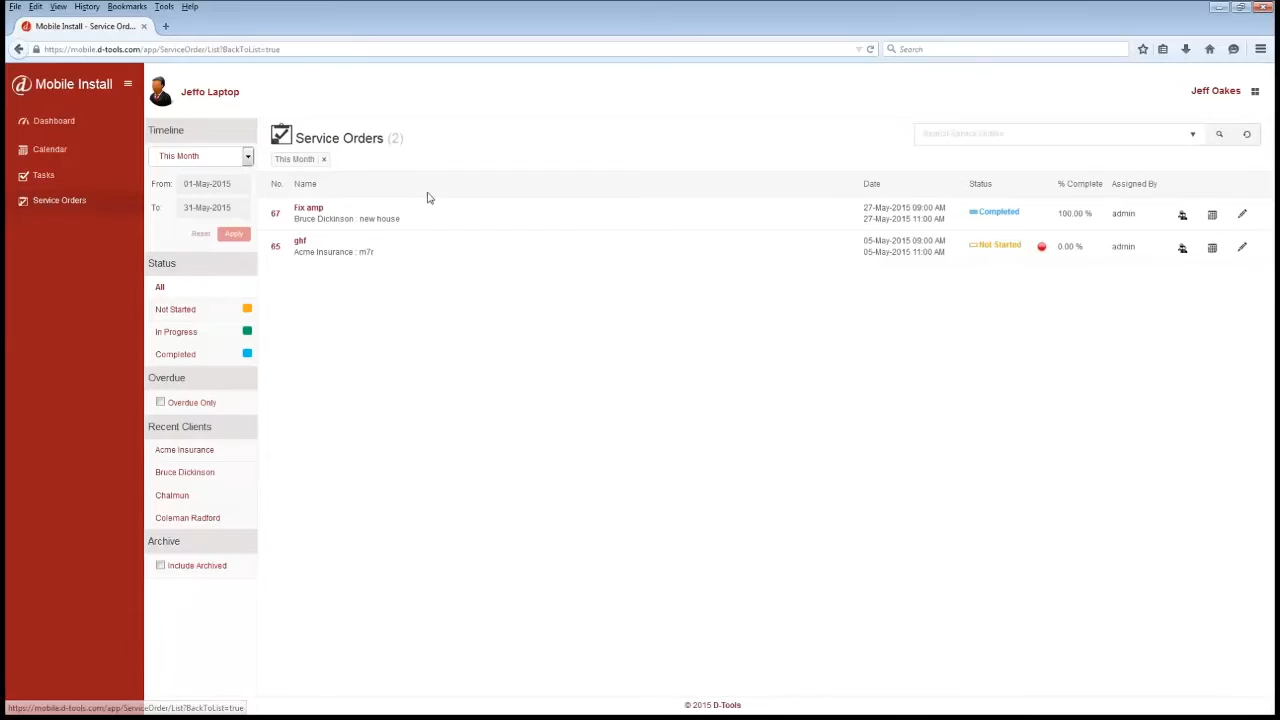 File Edit View History Bookmarks Tools Help
Mobile Install - Service Ord... × +
https://mobile.d-tools.com/app/ServiceOrder/List?BackToList=true
Search
Mobile Install
Dashboard
Calendar
Tasks
Service Orders
Jeffo Laptop
Jeff Oakes
Timeline
This Month
From: 01-May-2015
To: 31-May-2015
Reset Apply
Status
All
Not Started
In Progress
Completed
Overdue
Overdue Only
Recent Clients
Acme Insurance
Bruce Dickinson
Chalmun
Coleman Radford
Archive
Include Archived
Service Orders (2)
This Month x
No. Name Date Status % Complete Assigned By
67 Fix amp 27-May-2015 09:00 AM Completed 100.00 % admin
Bruce Dickinson : new house 27-May-2015 11:00 AM
65 ghf 05-May-2015 09:00 AM Not Started 0.00 % admin
Acme Insurance : m7r 05-May-2015 11:00 AM
© 2015 D-Tools
https://mobile.d-tools.com/app/ServiceOrder/List?BackToList=true